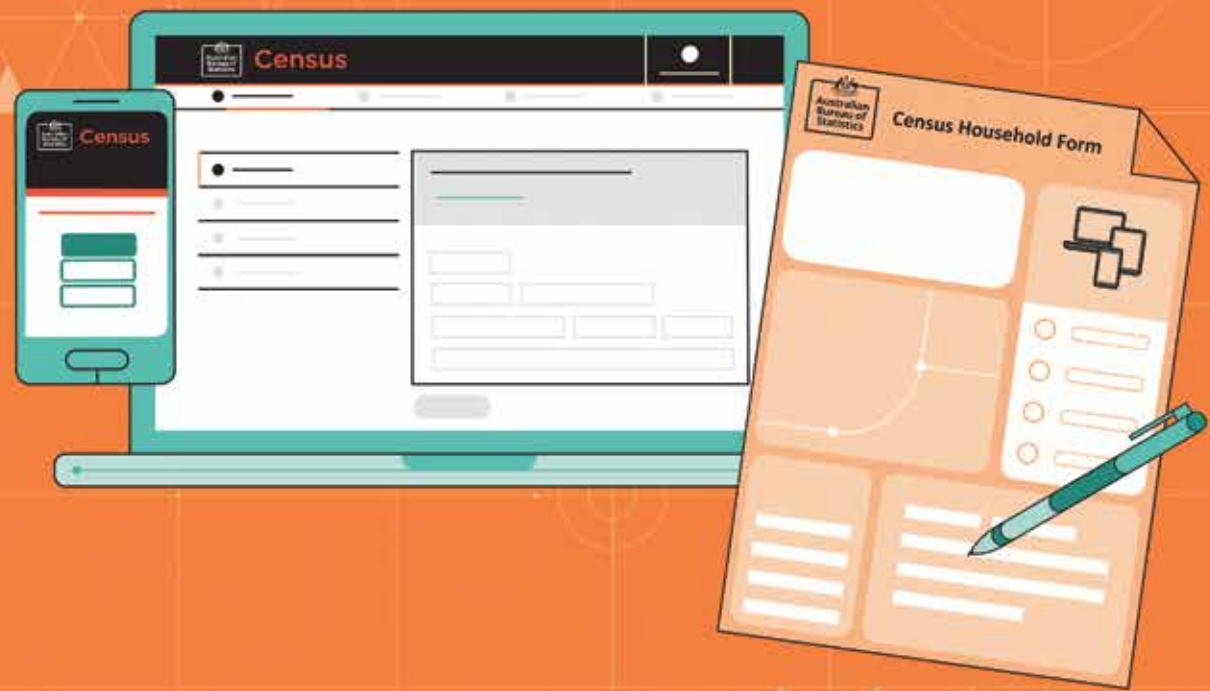 Census
Census
Australian
Bureau of
Statistics
Census Household Form